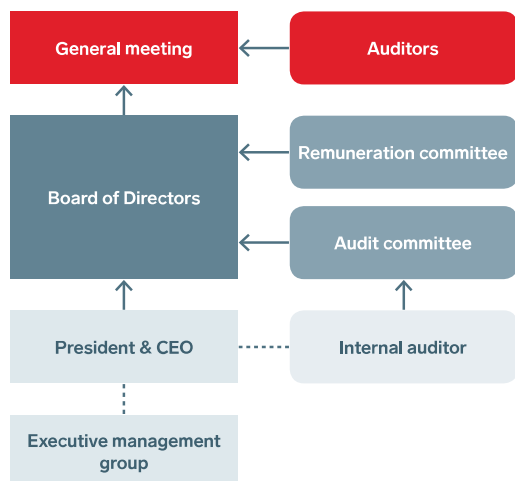 General meeting
Auditors
Remuneration committee
Board of Directors
Audit committee
President & CEO
Internal auditor
Executive management
group